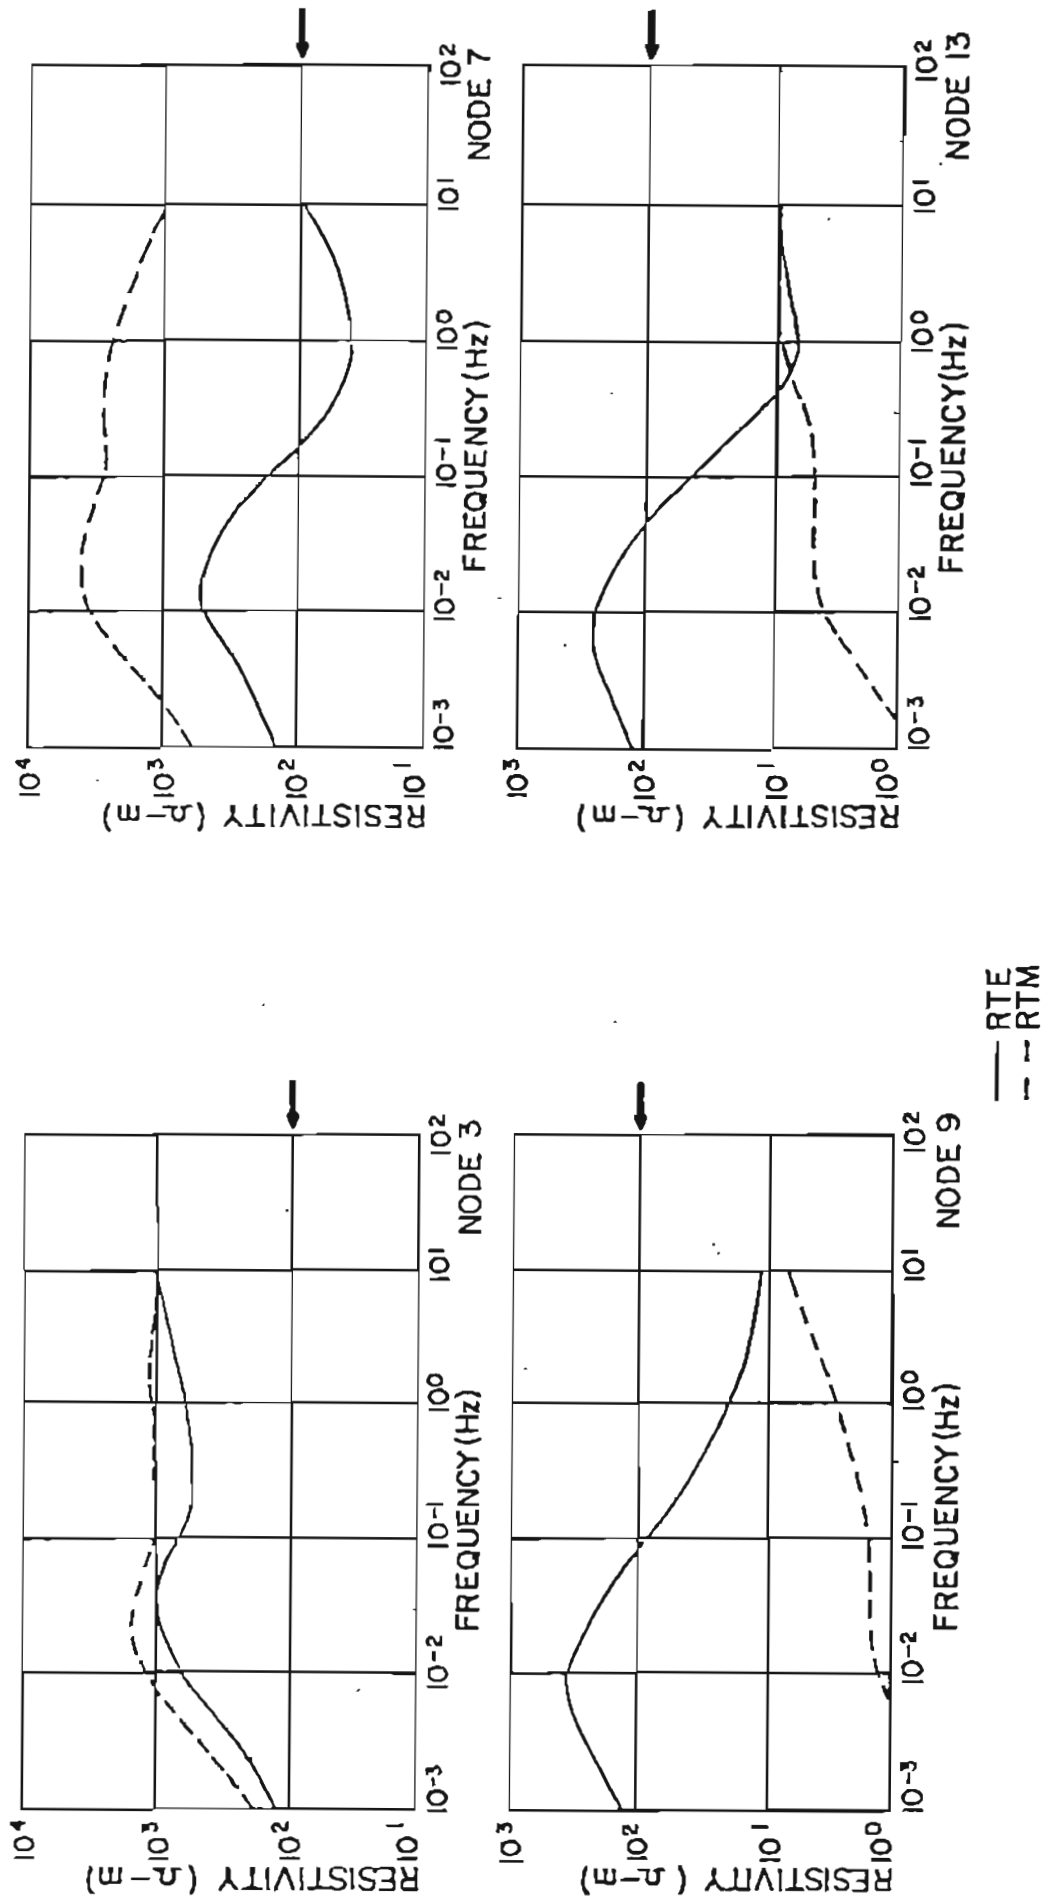 10⁴
10³
10²
10¹
RESISTIVITY (Ω-m)
10⁻³
10⁻²
10⁻¹
10⁰
10¹
10²
FREQUENCY(Hz)
NODE 3
10⁴
10³
10²
10¹
RESISTIVITY (Ω-m)
10⁻³
10⁻²
10⁻¹
10⁰
10¹
10²
FREQUENCY(Hz)
NODE 7
10³
10²
10¹
10⁰
RESISTIVITY (Ω-m)
10⁻³
10⁻²
10⁻¹
10⁰
10¹
10²
FREQUENCY(Hz)
NODE 9
10³
10²
10¹
10⁰
RESISTIVITY (Ω-m)
10⁻³
10⁻²
10⁻¹
10⁰
10¹
10²
FREQUENCY(Hz)
NODE 13
RTE
RTM